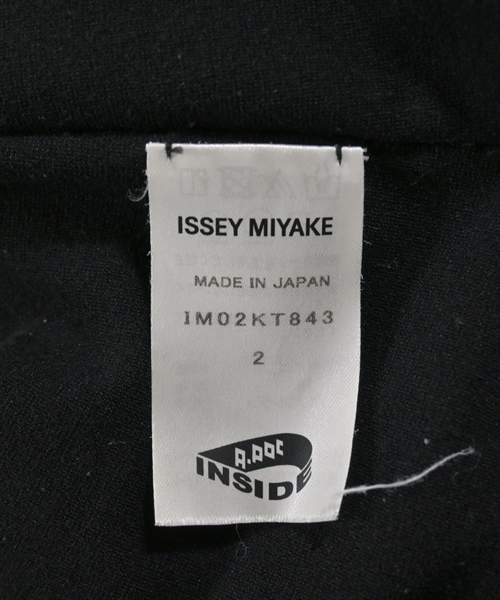 ISSEY MIYAKE
MADE IN JAPAN
IM02KT843
2
A-POC
INSIDE